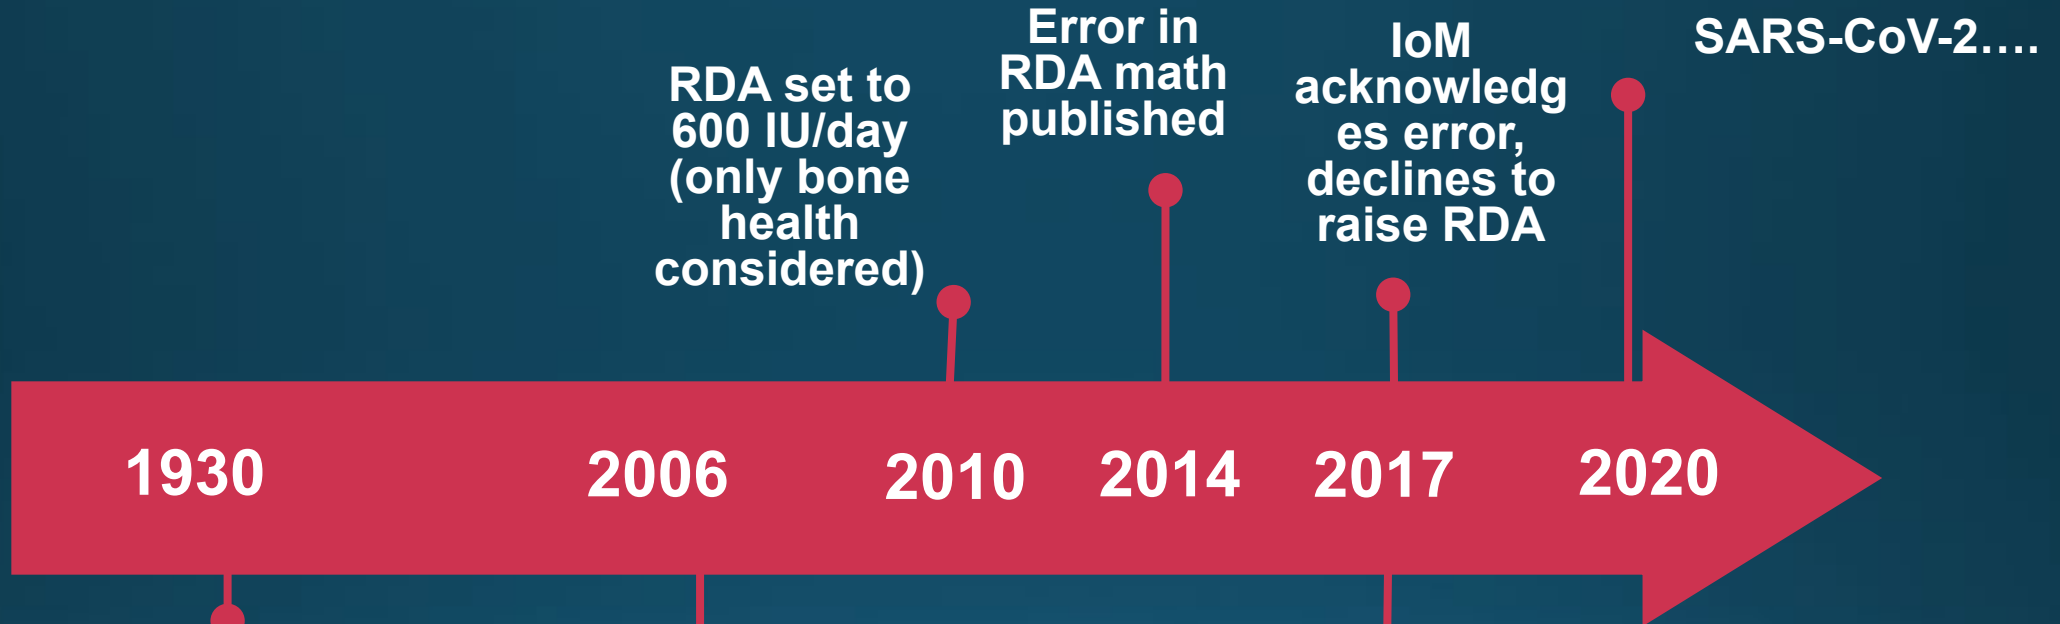 RDA set to
600 IU/day
(only bone
health
considered)
Error in
RDA math
published
IoM
acknowledg
es error,
declines to
raise RDA
SARS-CoV-2....
1930
2006
2010
2014
2017
2020